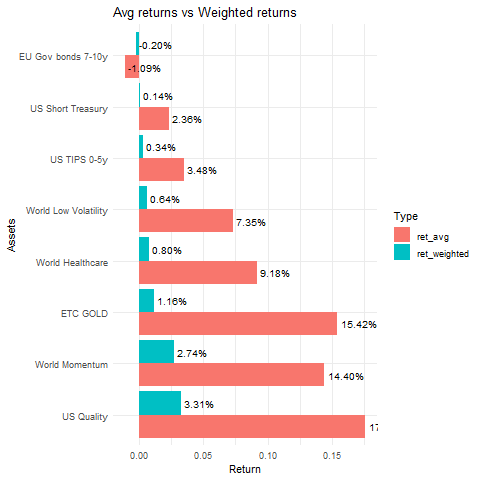 Avg returns vs Weighted returns
EU Gov bonds 7-10y
-0.20%
-1.09%
US Short Treasury
0.14%
2.36%
US TIPS 0-5y
0.34%
3.48%
World Low Volatility
0.64%
7.35%
World Healthcare
0.80%
9.18%
ETC GOLD
1.16%
15.42%
World Momentum
2.74%
14.40%
US Quality
3.31%
17
Assets
0.00 0.05 0.10 0.15
Return
Type
ret_avg
ret_weighted